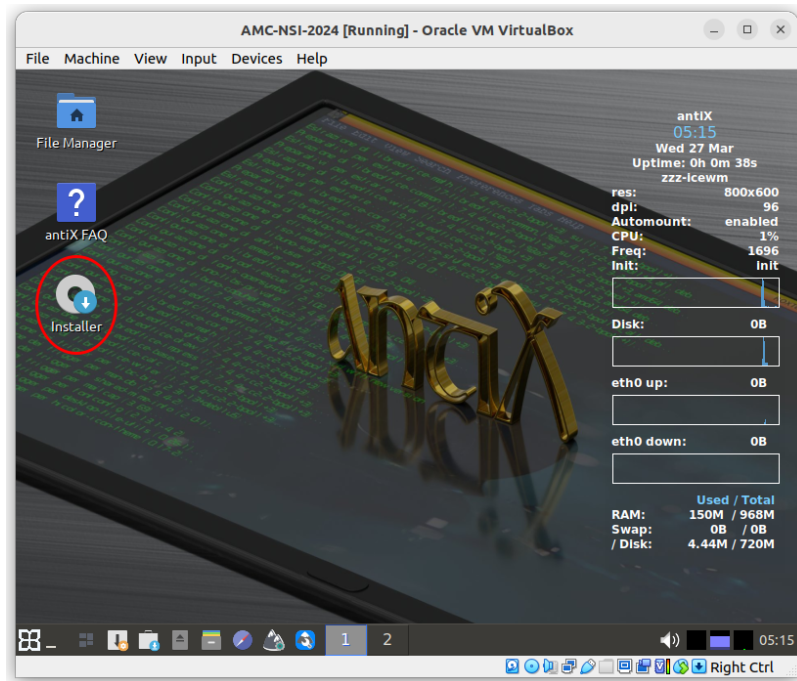 AMC-NSI-2024 [Running] - Oracle VM VirtualBox
File Machine View Input Devices Help
File Manager
antiX FAQ
Installer
antiX
antiX
05:15
Wed 27 Mar
Uptime: 0h 0m 38s
zzz-icewm
res: 800x600
dpi: 96
Automount: enabled
CPU: 1%
Freq: 1696
Init: Init
Disk: 0B
eth0 up: 0B
eth0 down: 0B
Used / Total
RAM: 150M / 968M
Swap: 0B / 0B
/ Disk: 4.44M / 720M
1 2
05:15
Right Ctrl